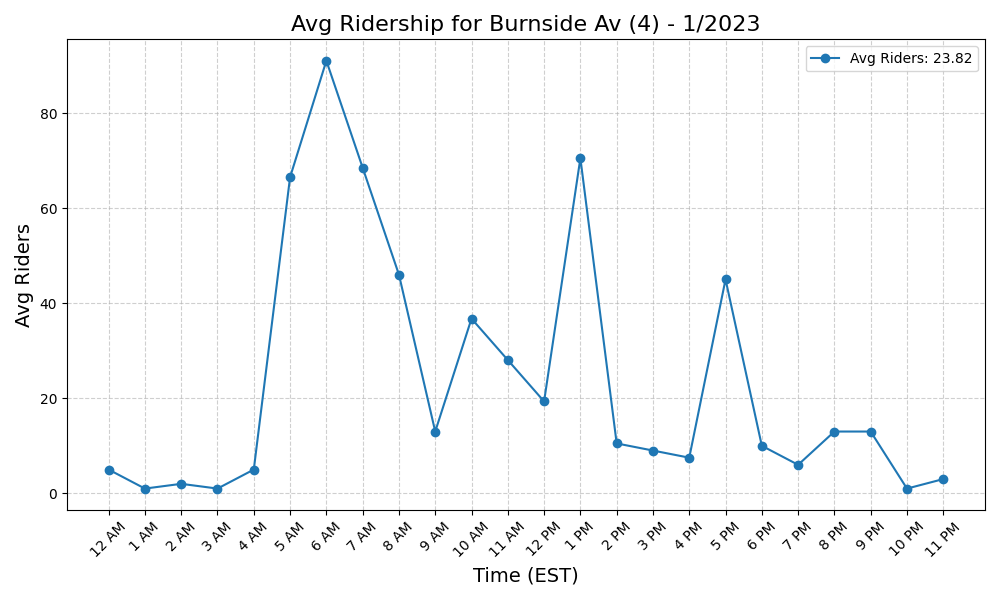 Avg Ridership for Burnside Av (4) - 1/2023
Avg Riders: 23.82
Avg Riders
80
60
40
20
0
12 AM
1 AM
2 AM
3 AM
4 AM
5 AM
6 AM
7 AM
8 AM
9 AM
10 AM
11 AM
12 PM
1 PM
2 PM
3 PM
4 PM
5 PM
6 PM
7 PM
8 PM
9 PM
10 PM
11 PM
Time (EST)